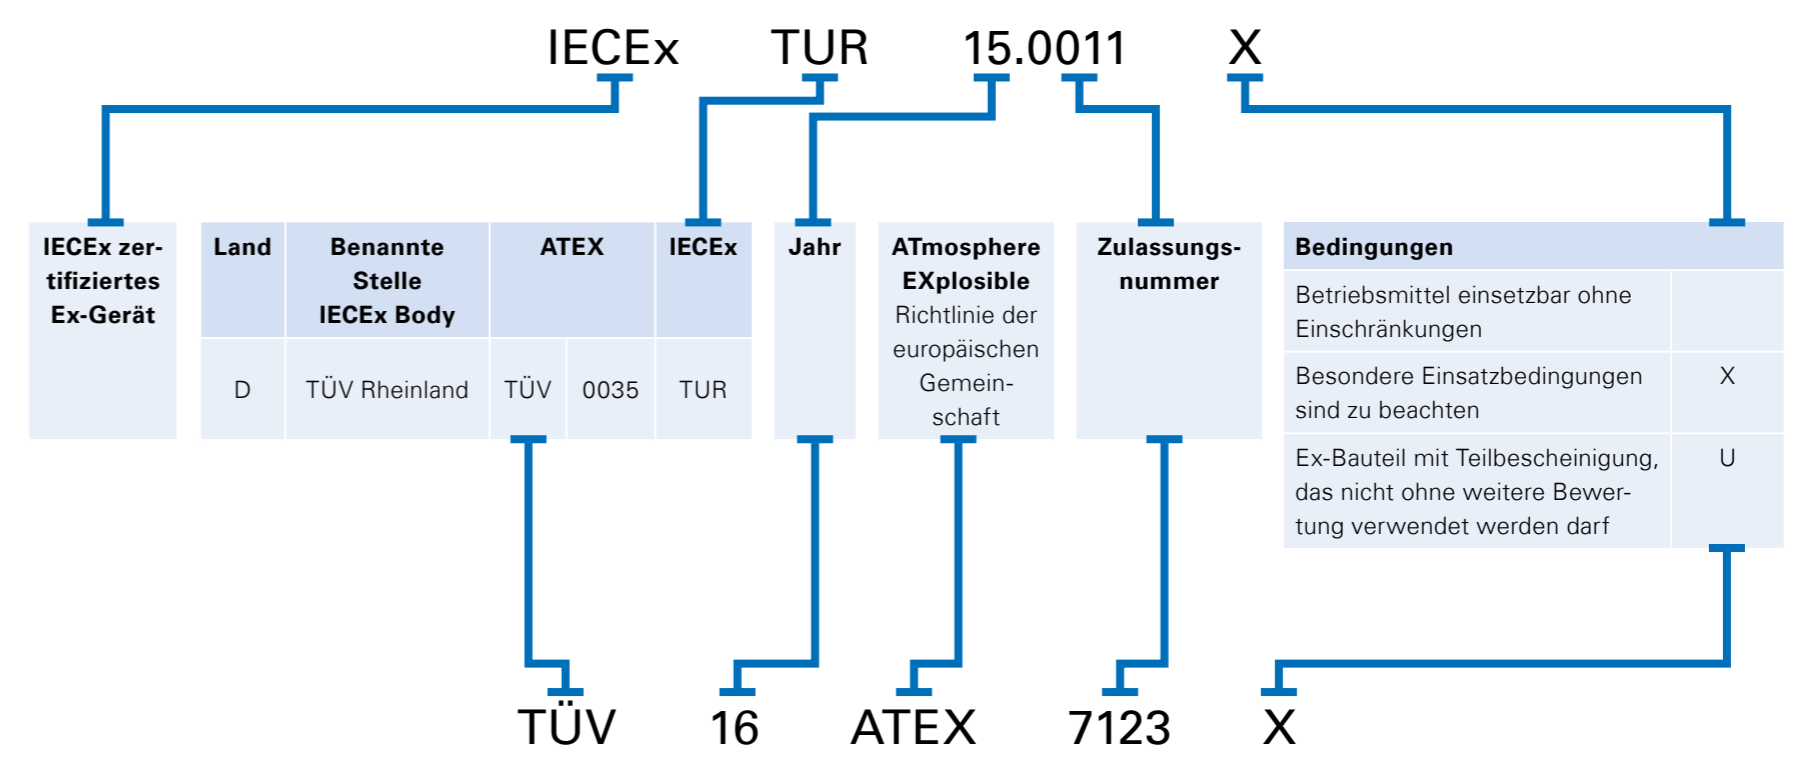 IECEx TUR 15.0011 X
IECEx zer-
tifiziertes
Ex-Gerät
Land
Benannte
Stelle
IECEx Body
ATEX
IECEx
D
TÜV Rheinland
TÜV
0035
TUR
Jahr
ATmosphere
EXplosible
Richtlinie der
europäischen
Gemein-
schaft
Zulassungs-
nummer
Bedingungen
Betriebsmittel einsetzbar ohne
Einschränkungen
Besondere Einsatzbedingungen
sind zu beachten
X
Ex-Bauteil mit Teilbescheinigung,
das nicht ohne weitere Bewer-
tung verwendet werden darf
U
TÜV 16 ATEX 7123 X